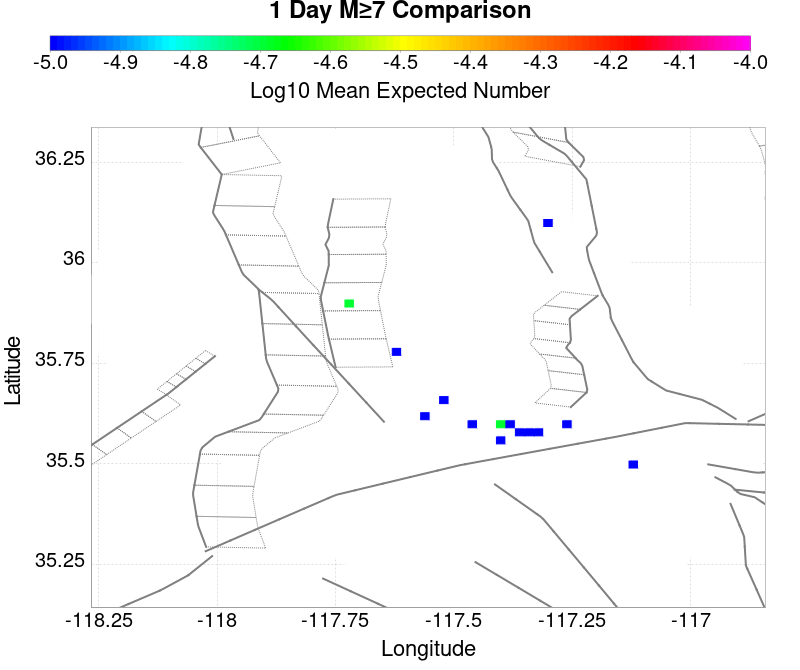 1 Day M≥7 Comparison
-5.0 -4.9 -4.8 -4.7 -4.6 -4.5 -4.4 -4.3 -4.2 -4.1 -4.0
Log10 Mean Expected Number
36.25
36
35.75
35.5
35.25
Latitude
-118.25 -118 -117.75 -117.5 -117.25 -117
Longitude